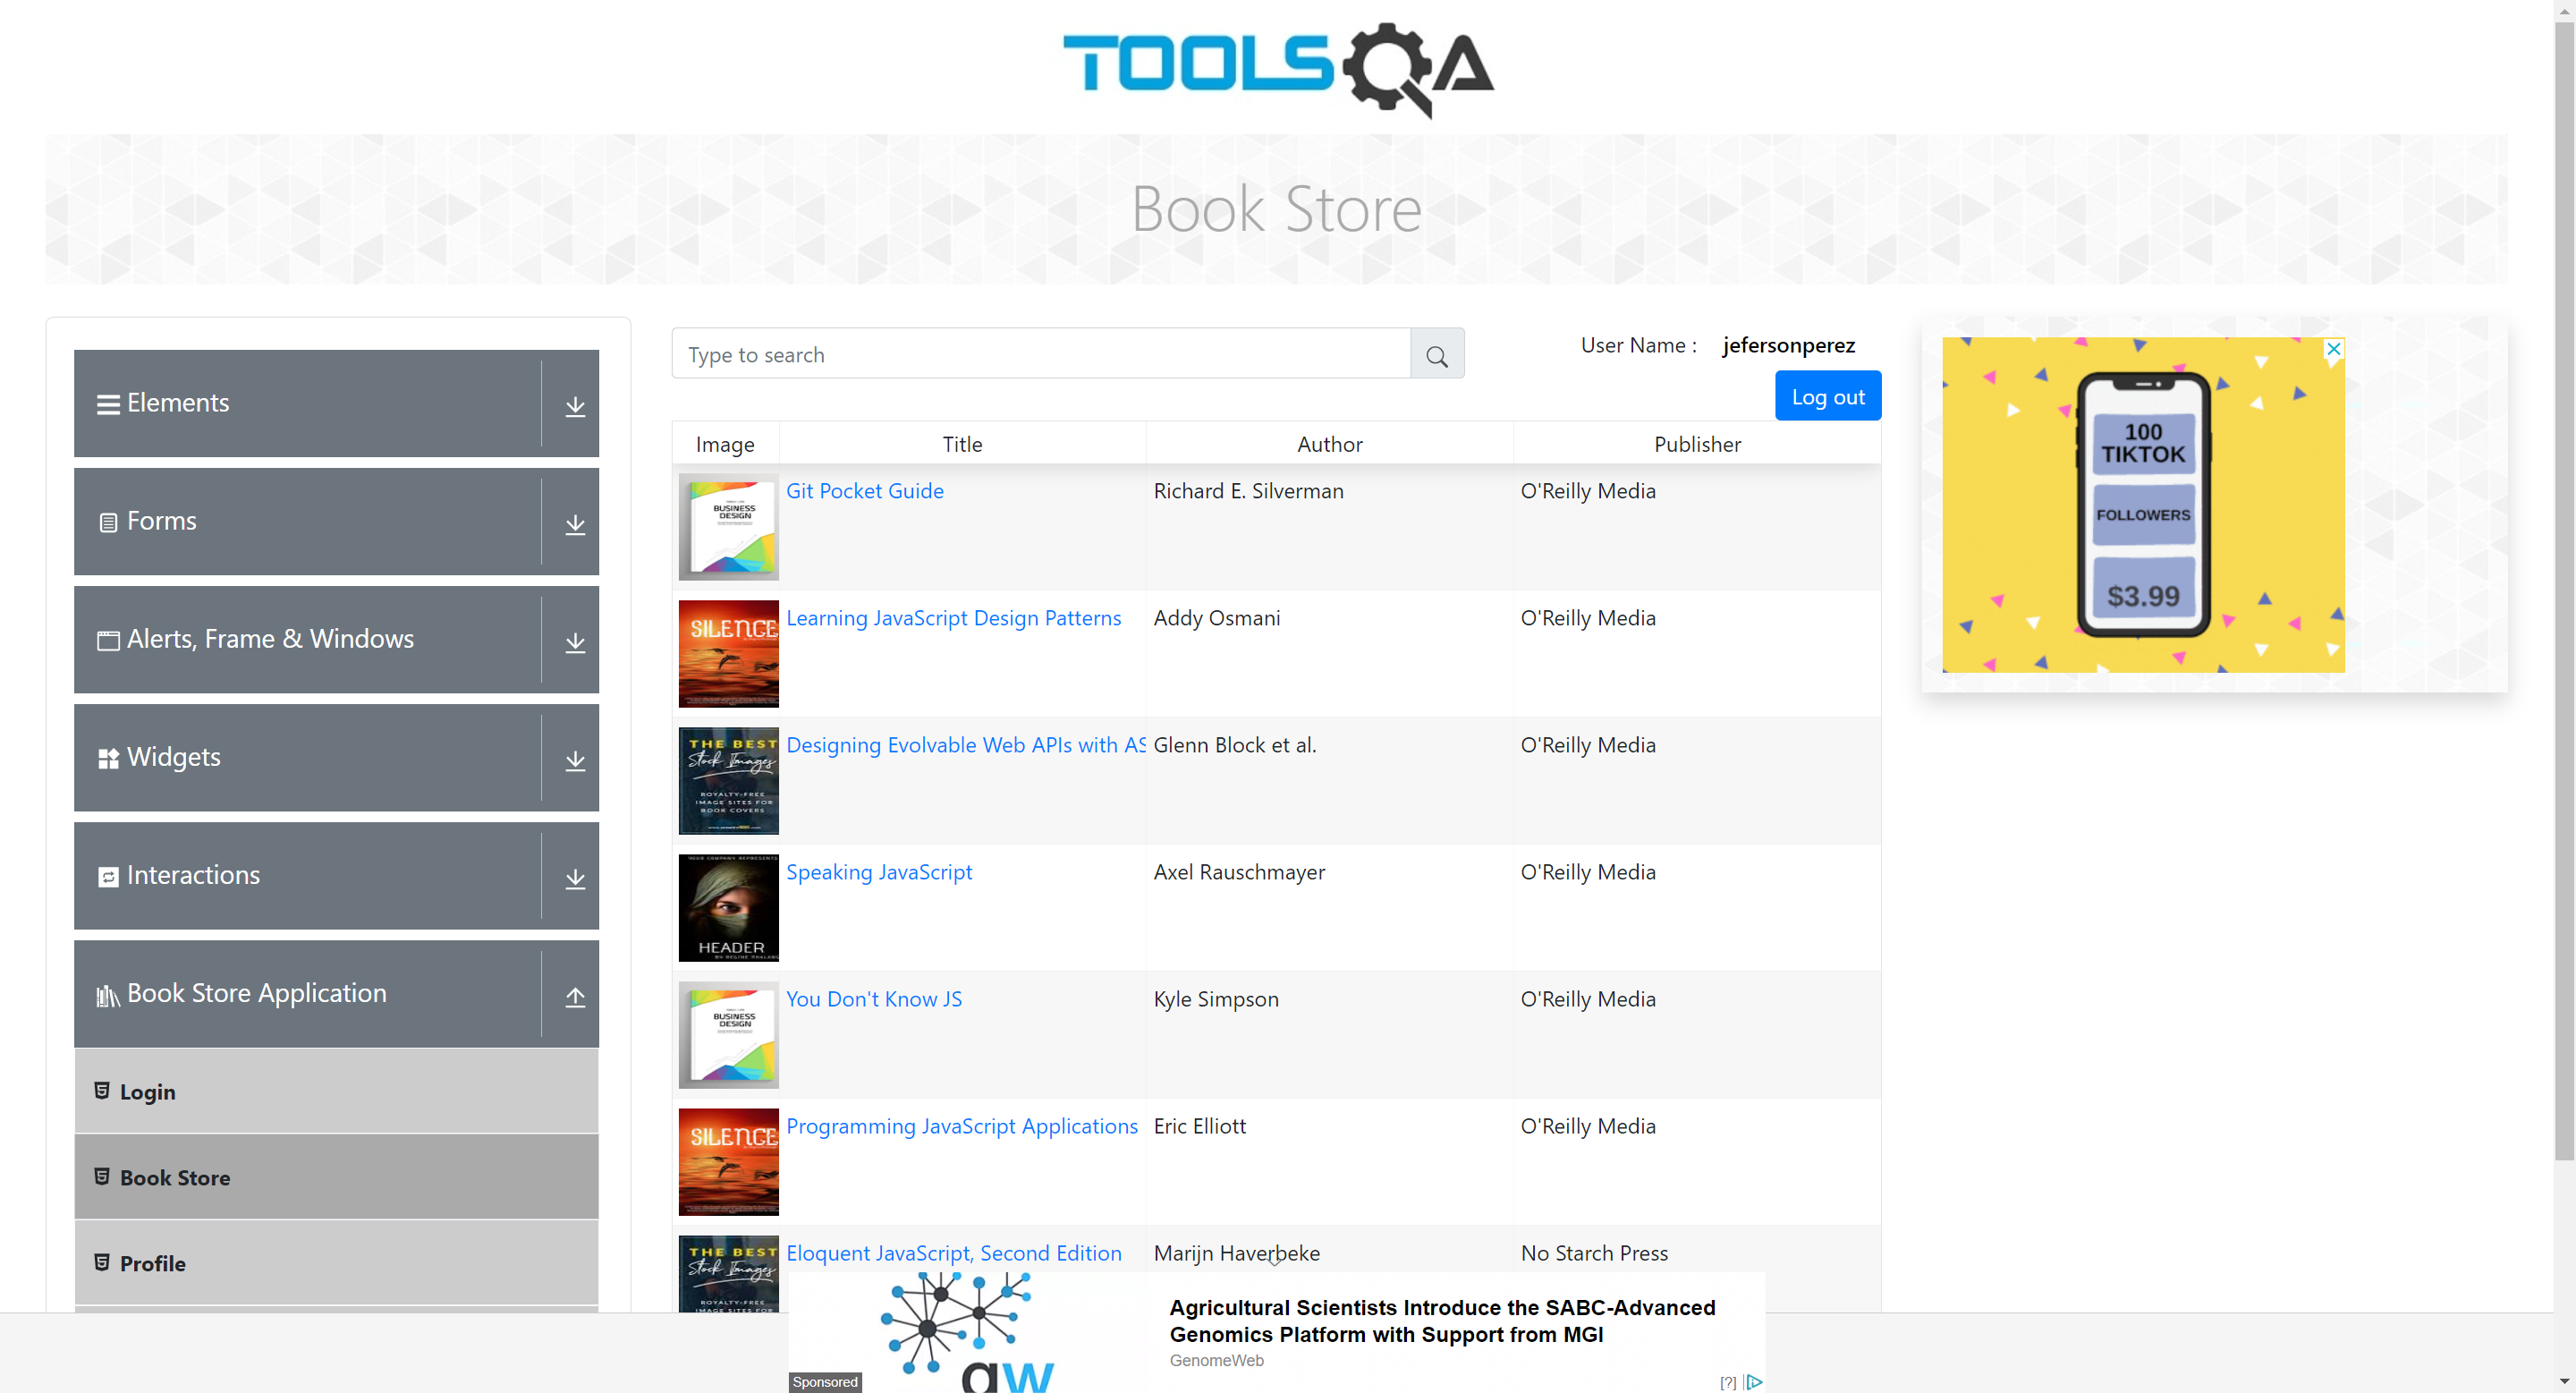 TOOLSQA
Book Store
Type to search
User Name : jefersonperez
Log out
Elements
Forms
Alerts, Frame & Windows
Widgets
Interactions
Book Store Application
Login
Book Store
Profile
Image Title Author Publisher
BUSINESS
DESIGN
Git Pocket Guide Richard E. Silverman O'Reilly Media
SILENCE
Learning JavaScript Design Patterns Addy Osmani O'Reilly Media
THE BEST
Stock Images
ROYALTY-FREE
IMAGE SITES FOR
BOOK COVERS
Designing Evolvable Web APIs with AS Glenn Block et al. O'Reilly Media
YOUR COMPANY REPRESENTS
HEADER
Speaking JavaScript Axel Rauschmayer O'Reilly Media
BUSINESS
DESIGN
You Don't Know JS Kyle Simpson O'Reilly Media
SILENCE
Programming JavaScript Applications Eric Elliott O'Reilly Media
THE BEST
Stock Images
ROYALTY-FREE
IMAGE SITES FOR
Eloquent JavaScript, Second Edition Marijn Haverbeke No Starch Press
100
TIKTOK
FOLLOWERS
$3.99
gw
Agricultural Scientists Introduce the SABC-Advanced
Genomics Platform with Support from MGI
GenomeWeb
Sponsored
[?]